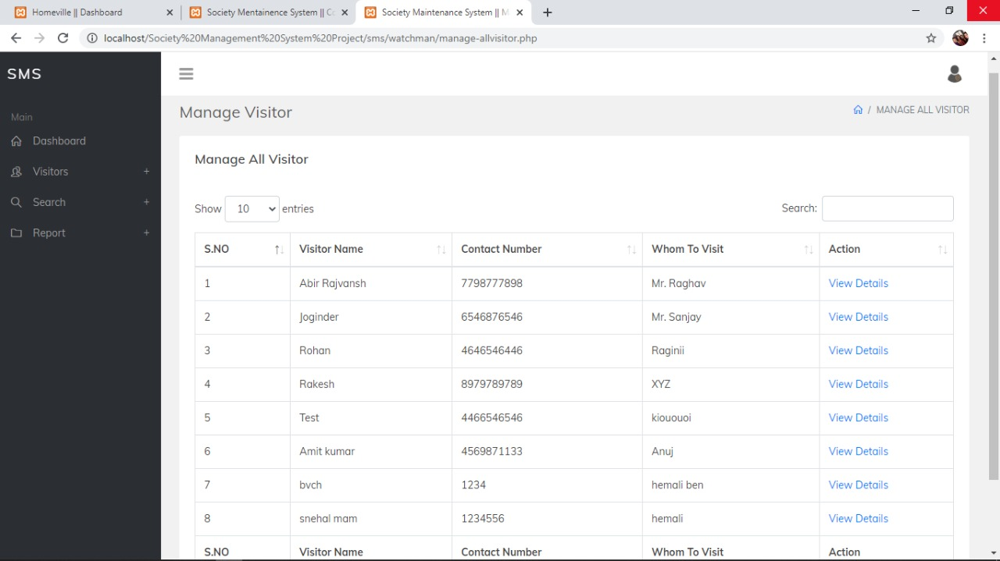 Homeville || Dashboard
Society Mentainence System || Co
Society Maintenance System || M
localhost/Society%20Management%20System%20Project/sms/watchman/manage-allvisitor.php
SMS
Main
Dashboard
Visitors +
Search +
Report +
Manage Visitor
/ MANAGE ALL VISITOR
Manage All Visitor
Show 10 entries
Search:
S.NO Visitor Name Contact Number Whom To Visit Action
1 Abir Rajvansh 7798777898 Mr. Raghav View Details
2 Joginder 6546876546 Mr. Sanjay View Details
3 Rohan 4646546446 Raginii View Details
4 Rakesh 8979789789 XYZ View Details
5 Test 4466546546 kiououoi View Details
6 Amit kumar 4569871133 Anuj View Details
7 bvch 1234 hemali ben View Details
8 snehal mam 1234556 hemali View Details
S.NO Visitor Name Contact Number Whom To Visit Action